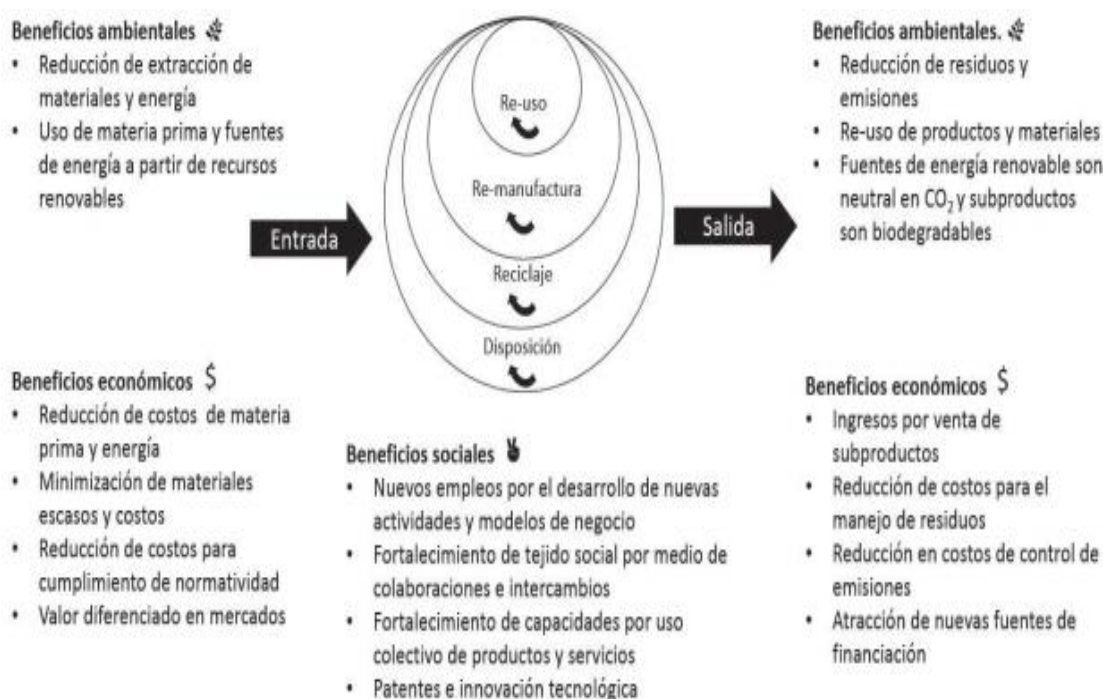 Beneficios ambientales
• Reducción de extracción de
materiales y energía
• Uso de materia prima y fuentes
de energía a partir de recursos
renovables
Entrada
Re-uso
Re-manufactura
Reciclaje
Disposición
Salida
Beneficios ambientales.
• Reducción de residuos y
emisiones
• Re-uso de productos y materiales
• Fuentes de energía renovable son
neutral en CO₂ y subproductos
son biodegradables
Beneficios económicos $
• Reducción de costos de materia
prima y energía
• Minimización de materiales
escasos y costos
• Reducción de costos para
cumplimiento de normatividad
• Valor diferenciado en mercados
Beneficios sociales
• Nuevos empleos por el desarrollo de nuevas
actividades y modelos de negocio
• Fortalecimiento de tejido social por medio de
colaboraciones e intercambios
• Fortalecimiento de capacidades por uso
colectivo de productos y servicios
• Patentes e innovación tecnológica
Beneficios económicos $
• Ingresos por venta de
subproductos
• Reducción de costos para el
manejo de residuos
• Reducción en costos de control de
emisiones
• Atracción de nuevas fuentes de
financiación